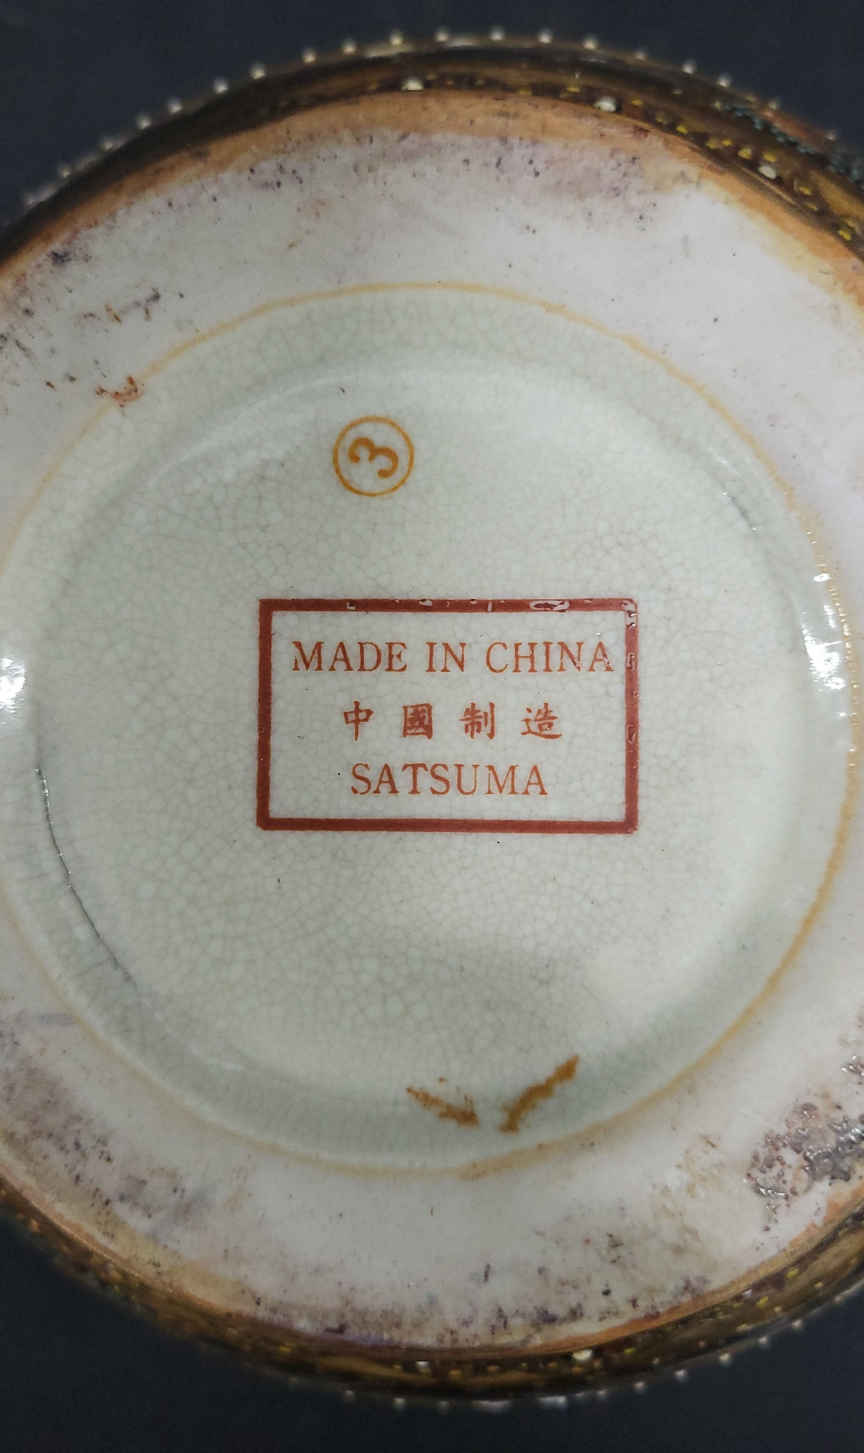 3
MADE IN CHINA
中國制造
SATSUMA